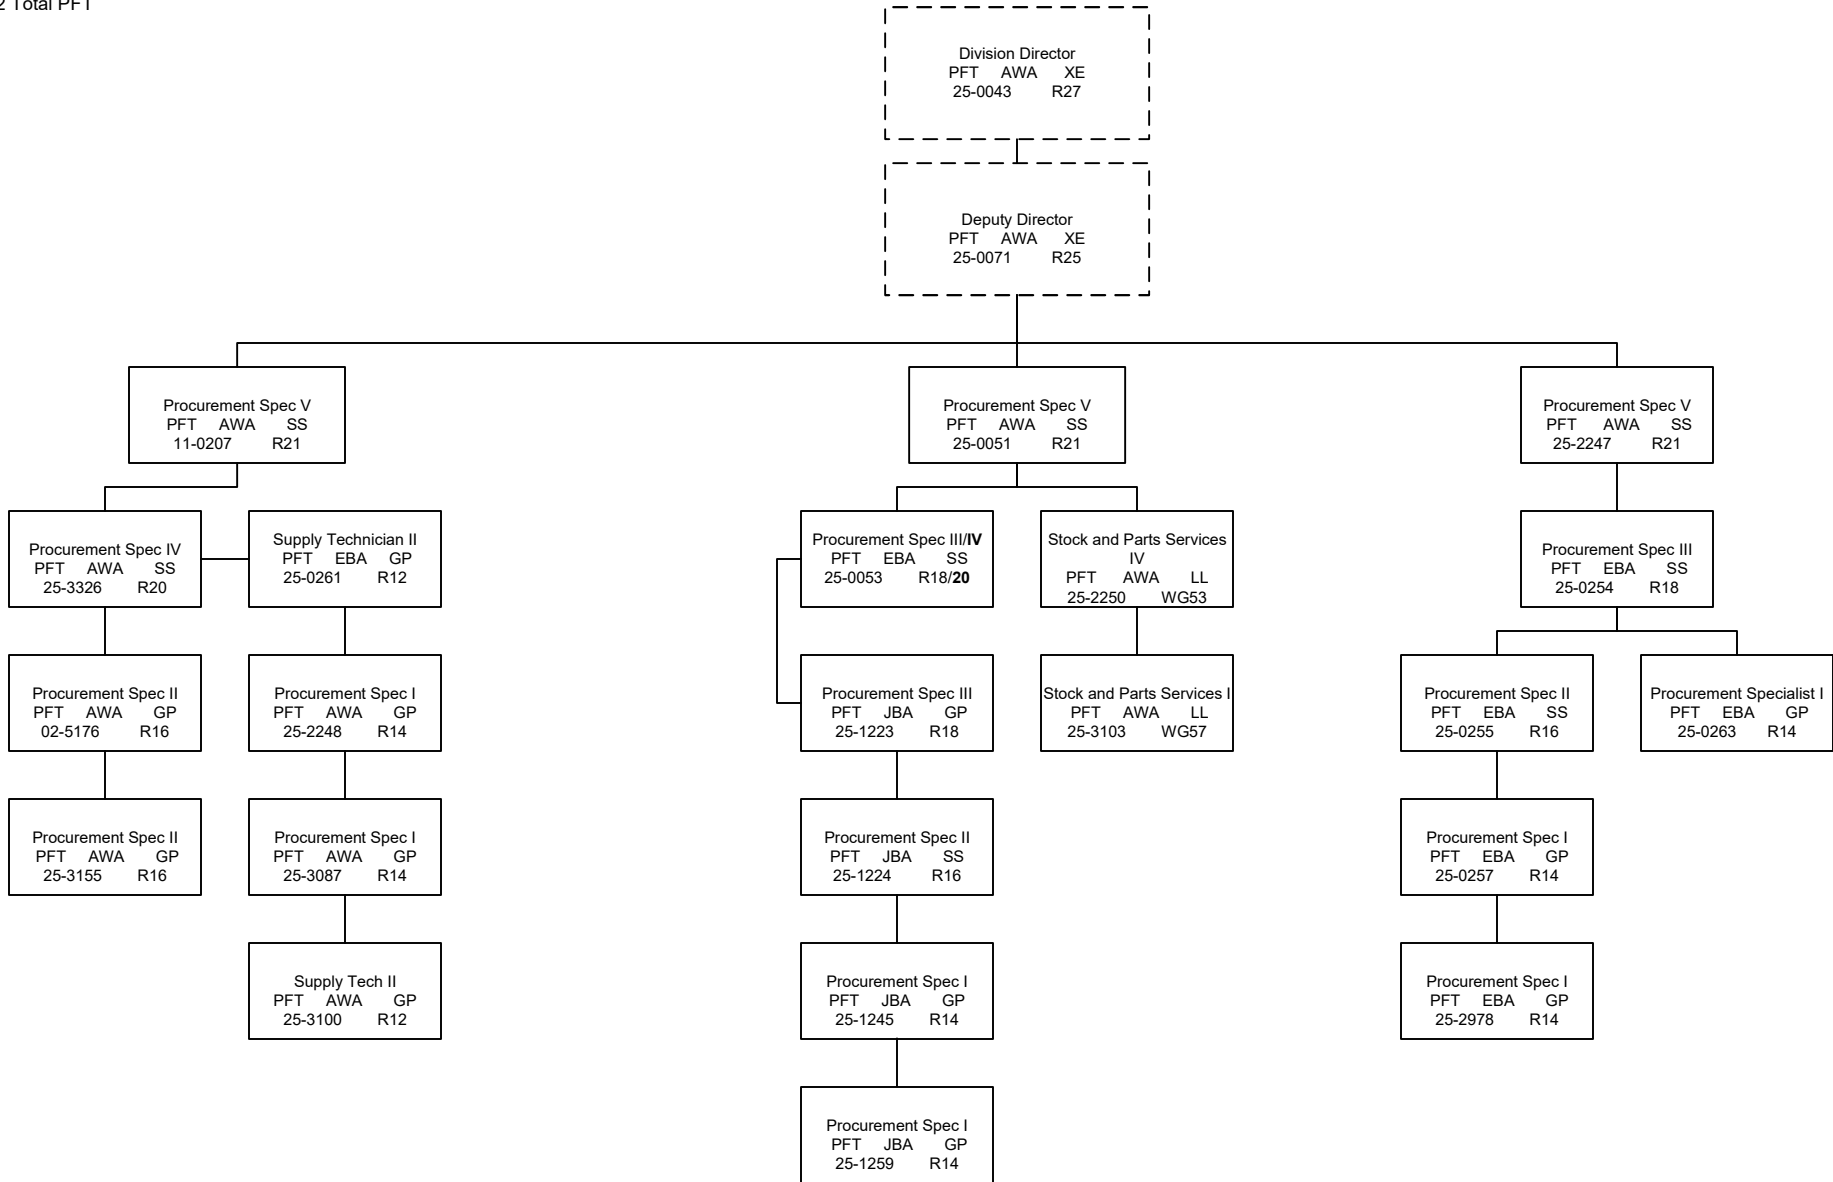 2 Total PFT
Division Director
PFT AWA XE
25-0043 R27
Deputy Director
PFT AWA XE
25-0071 R25
Procurement Spec V
PFT AWA SS
11-0207 R21
Procurement Spec V
PFT AWA SS
25-0051 R21
Procurement Spec V
PFT AWA SS
25-2247 R21
Procurement Spec IV
PFT AWA SS
25-3326 R20
Supply Technician II
PFT EBA GP
25-0261 R12
Procurement Spec III/IV
PFT EBA SS
25-0053 R18/20
Stock and Parts Services
IV
PFT AWA LL
25-2250 WG53
Procurement Spec III
PFT EBA SS
25-0254 R18
Procurement Spec II
PFT AWA GP
02-5176 R16
Procurement Spec I
PFT AWA GP
25-2248 R14
Procurement Spec III
PFT JBA GP
25-1223 R18
Stock and Parts Services I
PFT AWA LL
25-3103 WG57
Procurement Spec II
PFT EBA SS
25-0255 R16
Procurement Specialist I
PFT EBA GP
25-0263 R14
Procurement Spec II
PFT AWA GP
25-3155 R16
Procurement Spec I
PFT AWA GP
25-3087 R14
Procurement Spec II
PFT JBA SS
25-1224 R16
Procurement Spec I
PFT EBA GP
25-0257 R14
Supply Tech II
PFT AWA GP
25-3100 R12
Procurement Spec I
PFT JBA GP
25-1245 R14
Procurement Spec I
PFT EBA GP
25-2978 R14
Procurement Spec I
PFT JBA GP
25-1259 R14